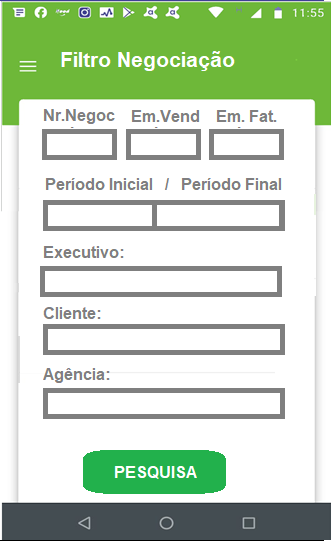 11:55
Filtro Negociação
Nr.Negoc Em.Vend Em. Fat.
Período Inicial / Período Final
Executivo:
Cliente:
Agência:
PESQUISA